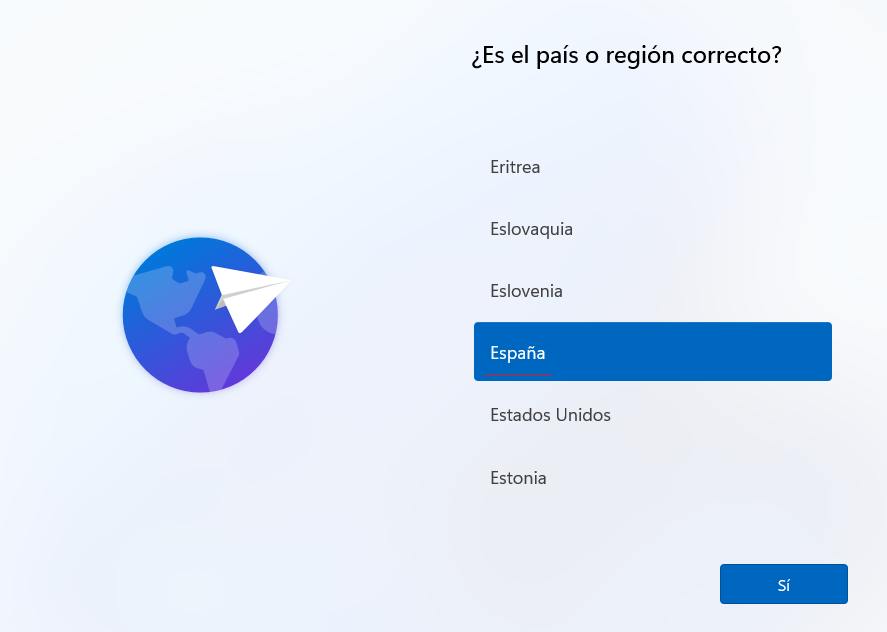 ¿Es el país o región correcto?
Eritrea
Eslovaquia
Eslovenia
España
Estados Unidos
Estonia
Sí